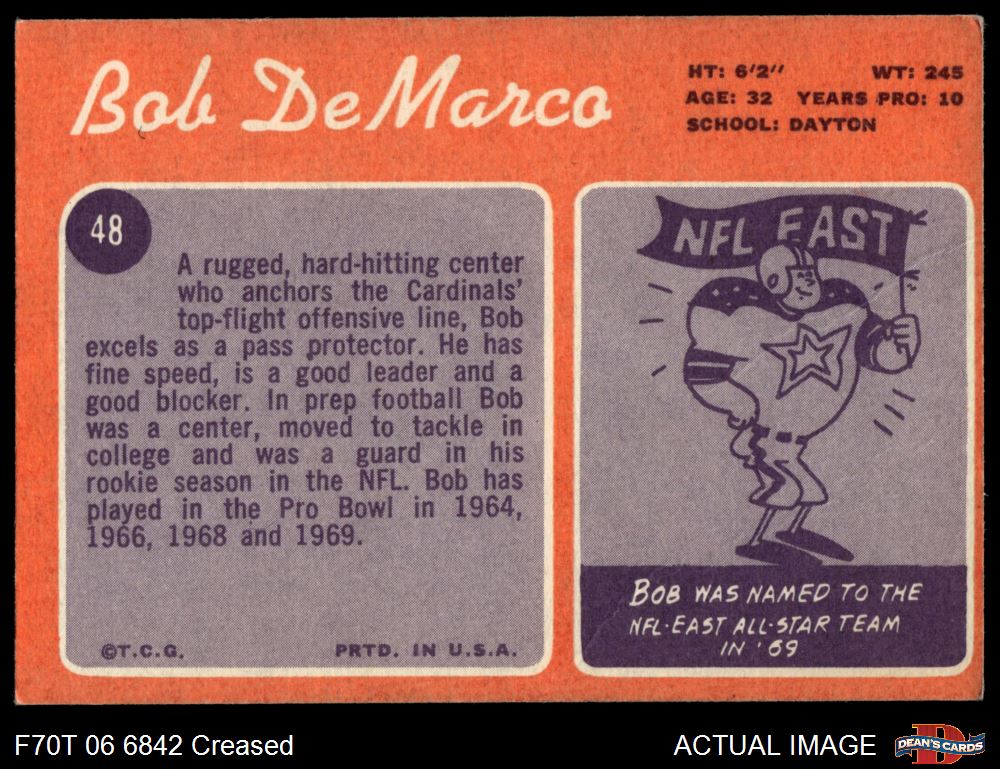 Bob DeMarco
HT: 6'2" WT: 245
AGE: 32 YEARS PRO: 10
SCHOOL: DAYTON
48
A rugged, hard-hitting center
who anchors the Cardinals'
top-flight offensive line, Bob
excels as a pass protector. He has
fine speed, is a good leader and a
good blocker. In prep football Bob
was a center, moved to tackle in
college and was a guard in his
rookie season in the NFL. Bob has
played in the Pro Bowl in 1964,
1966, 1968 and 1969.
©T.C.G. PRTD. IN U.S.A.
NFL EAST
BOB WAS NAMED TO THE
NFL-EAST ALL-STAR TEAM
IN '69
F70T 06 6842 Creased
ACTUAL IMAGE
DEAN'S CARDS